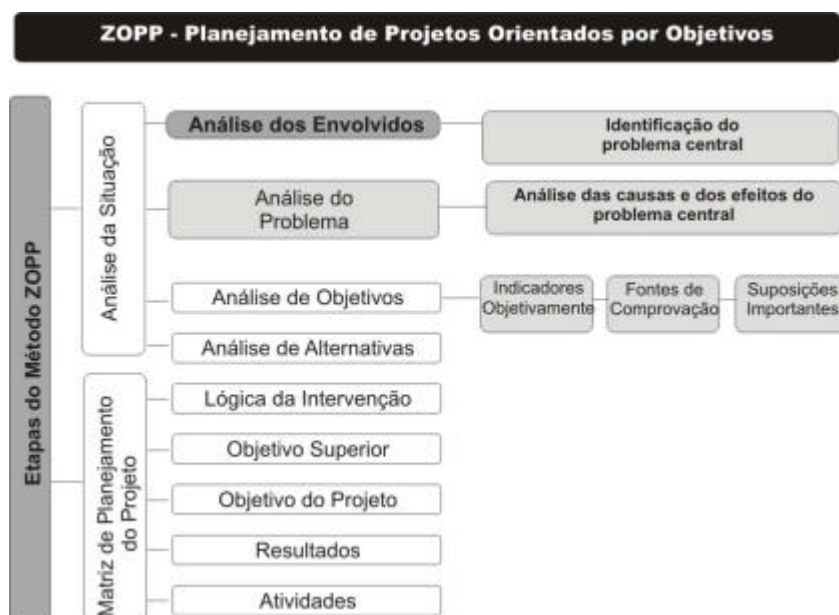 ZOPP - Planejamento de Projetos Orientados por Objetivos
Etapas do Método ZOPP
Análise da Situação
Análise dos Envolvidos
Identificação do
problema central
Análise do
Problema
Análise das causas e dos efeitos do
problema central
Análise de Objetivos
Indicadores
Objetivamente
Fontes de
Comprovação
Suposições
Importantes
Análise de Alternativas
Matriz de Planejamento
do Projeto
Lógica da Intervenção
Objetivo Superior
Objetivo do Projeto
Resultados
Atividades